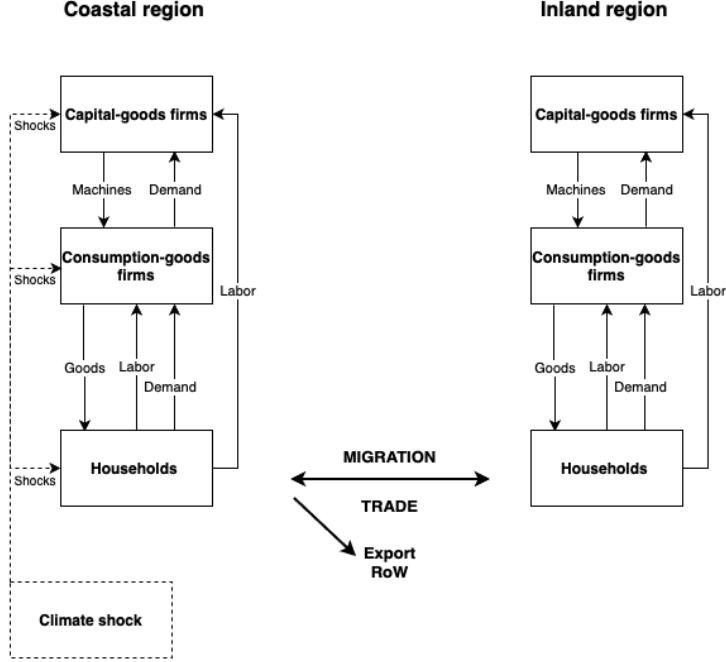 Coastal region
Inland region
Capital-goods firms
Capital-goods firms
Shocks
Machines
Demand
Machines
Demand
Consumption-goods
firms
Consumption-goods
firms
Shocks
Labor
Labor
Goods
Labor
Demand
Goods
Labor
Demand
Households
Households
Shocks
MIGRATION
TRADE
Export
RoW
Climate shock